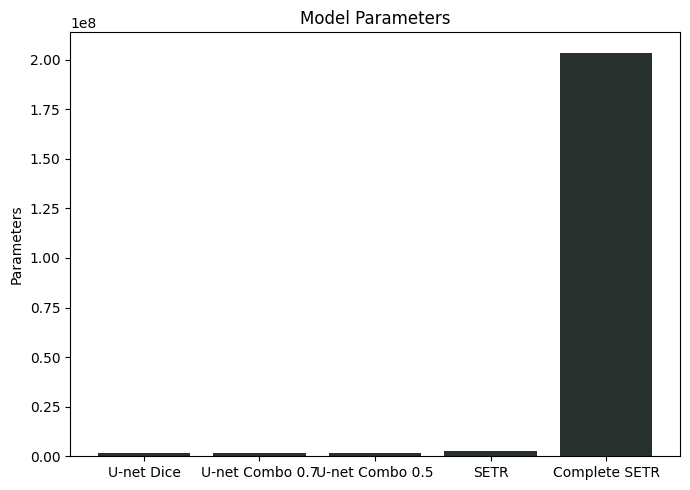 Model Parameters
1e8
2.00
1.75
1.50
1.25
1.00
0.75
0.50
0.25
0.00
Parameters
U-net Dice
U-net Combo 0.7
U-net Combo 0.5
SETR
Complete SETR